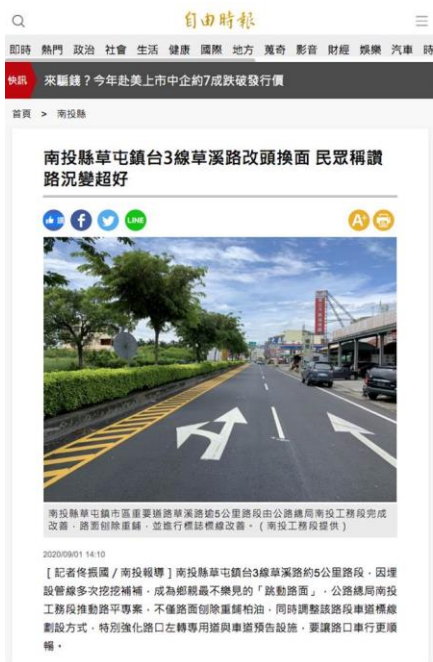 自由時報
即時 熱門 政治 社會 生活 健康 國際 地方 蒐奇 影音 財經 娛樂 汽車 時
快訊 來騙錢？今年赴美上市中企約7成跌破發行價
首頁 > 南投縣
南投縣草屯鎮台3線草溪路改頭換面 民眾稱讚
路況變超好
讚
LINE
A+
南投縣草屯鎮市區重要道路草溪路逾5公里路段由公路總局南投工務段完成
改善，路面刨除重鋪，並進行標誌標線改善。（南投工務段提供）
2020/09/01 14:10
［記者佟振國／南投報導］南投縣草屯鎮台3線草溪路約5公里路段，因埋
設管線多次挖挖補補，成為鄉親最不樂見的「跳動路面」，公路總局南投
工務段推動路平專案，不僅路面刨除重鋪柏油，同時調整該路段車道標線
劃設方式，特別強化路口左轉專用道與車道預告設施，要讓路口車行更順
暢。